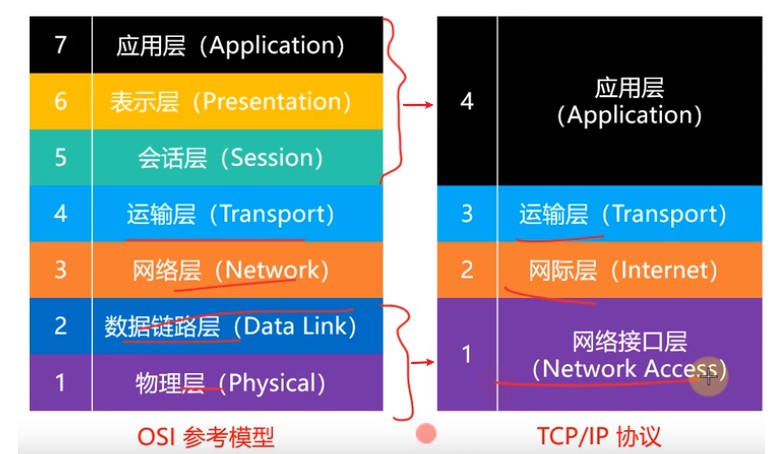 7 应用层（Application）
6 表示层（Presentation）
5 会话层（Session）
4 运输层（Transport）
3 网络层（Network）
2 数据链路层（Data Link）
1 物理层（Physical）
OSI 参考模型
4 应用层
（Application）
3 运输层（Transport）
2 网际层（Internet）
1 网络接口层
（Network Access）
TCP/IP 协议